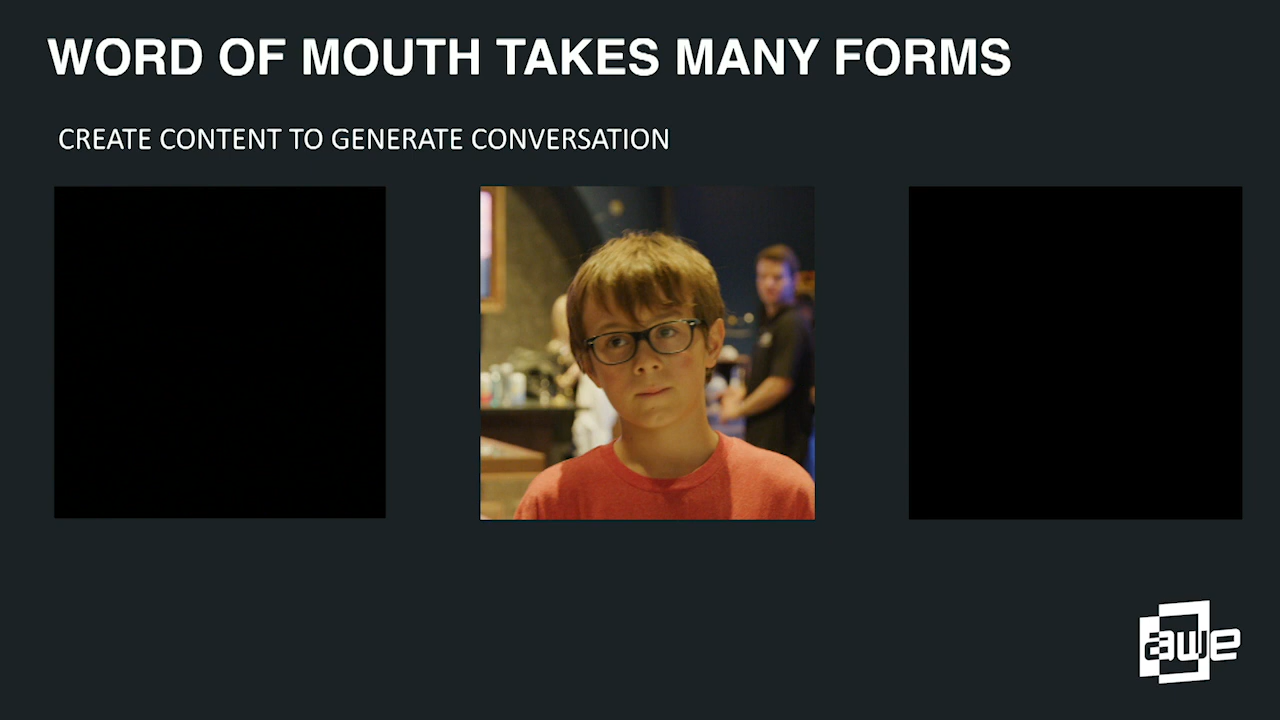 WORD OF MOUTH TAKES MANY FORMS
CREATE CONTENT TO GENERATE CONVERSATION
awe